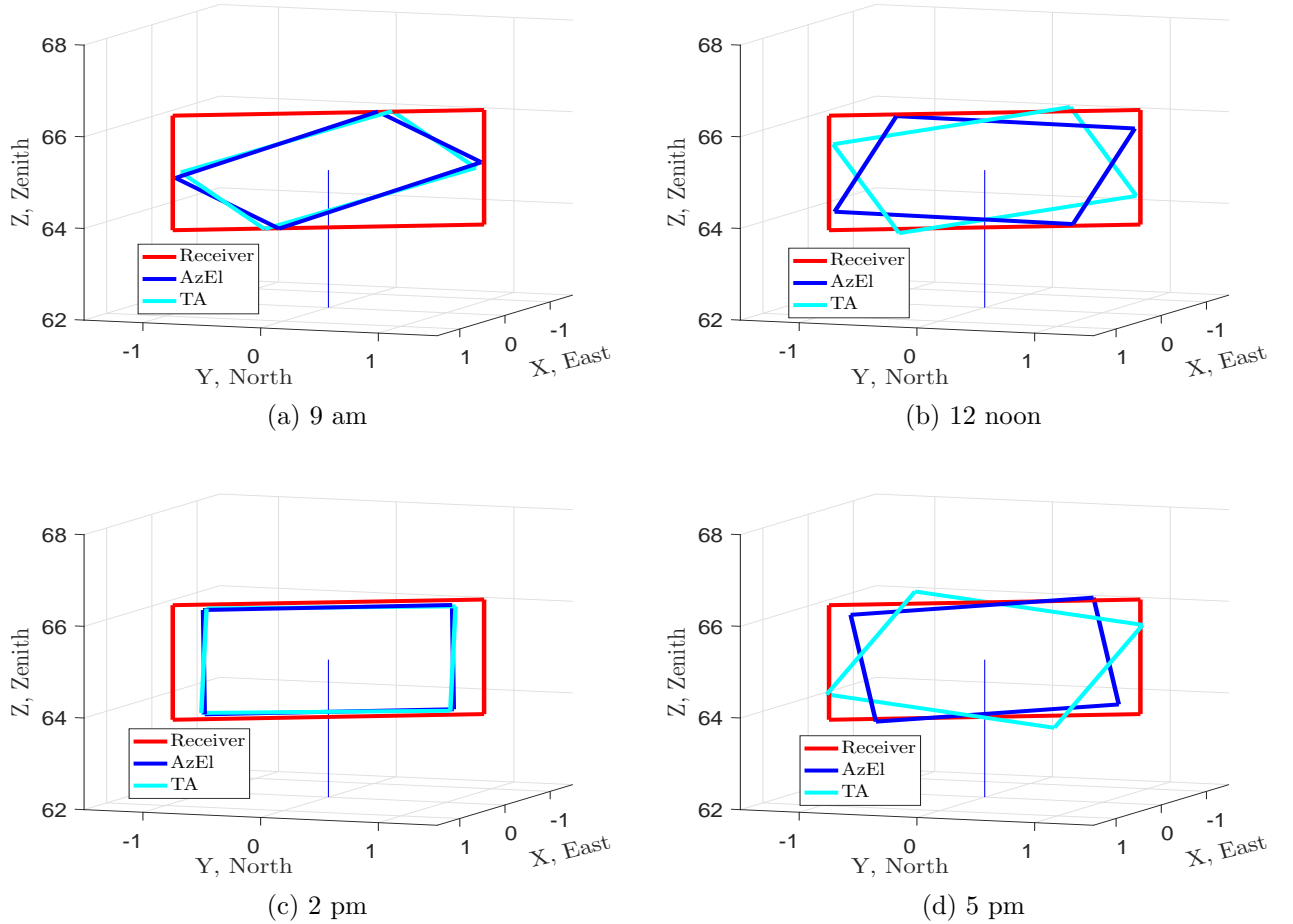 68
66
64
62
Z, Zenith
Receiver
AzEl
TA
-1
0
1
Y, North
1
0
-1
X, East
(a) 9 am
68
66
64
62
Z, Zenith
Receiver
AzEl
TA
-1
0
1
Y, North
1
0
-1
X, East
(b) 12 noon
68
66
64
62
Z, Zenith
Receiver
AzEl
TA
-1
0
1
Y, North
1
0
-1
X, East
(c) 2 pm
68
66
64
62
Z, Zenith
Receiver
AzEl
TA
-1
0
1
Y, North
1
0
-1
X, East
(d) 5 pm